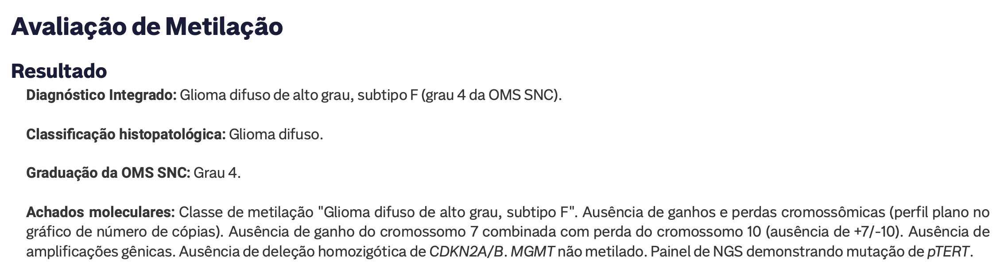 Avaliação de Metilação
Resultado
Diagnóstico Integrado: Glioma difuso de alto grau, subtipo F (grau 4 da OMS SNC).
Classificação histopatológica: Glioma difuso.
Graduação da OMS SNC: Grau 4.
Achados moleculares: Classe de metilação "Glioma difuso de alto grau, subtipo F". Ausência de ganhos e perdas cromossômicas (perfil plano no
gráfico de número de cópias). Ausência de ganho do cromossomo 7 combinada com perda do cromossomo 10 (ausência de +7/-10). Ausência de
amplificações gênicas. Ausência de deleção homozigótica de CDKN2A/B. MGMT não metilado. Painel de NGS demonstrando mutação de pTERT.